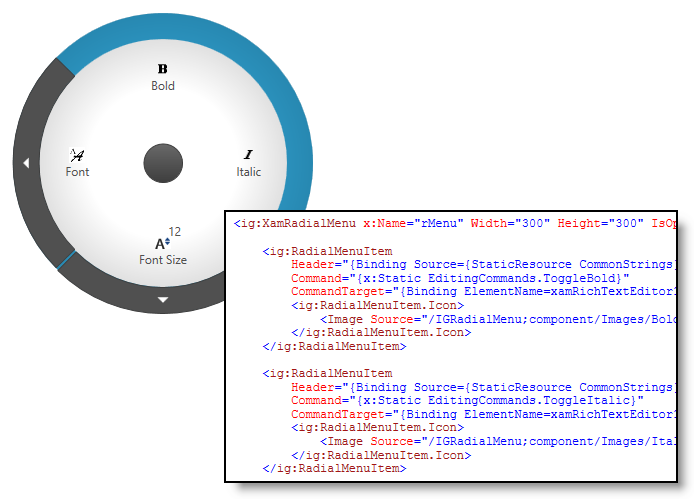 B
Bold
A
Font
I
Italic
12
A
Font Size
<ig:XamRadialMenu x:Name="rMenu" Width="300" Height="300" IsOp
<ig:RadialMenuItem
Header="{Binding Source={StaticResource CommonStrings}
Command="{x:Static EditingCommands.ToggleBold}"
CommandTarget="{Binding ElementName=xamRichTextEditor1
<ig:RadialMenuItem.Icon>
<Image Source="/IGRadialMenu;component/Images/Bold
</ig:RadialMenuItem.Icon>
</ig:RadialMenuItem>
<ig:RadialMenuItem
Header="{Binding Source={StaticResource CommonStrings}
Command="{x:Static EditingCommands.ToggleItalic}"
CommandTarget="{Binding ElementName=xamRichTextEditor1
<ig:RadialMenuItem.Icon>
<Image Source="/IGRadialMenu;component/Images/Ital
</ig:RadialMenuItem.Icon>
</ig:RadialMenuItem>